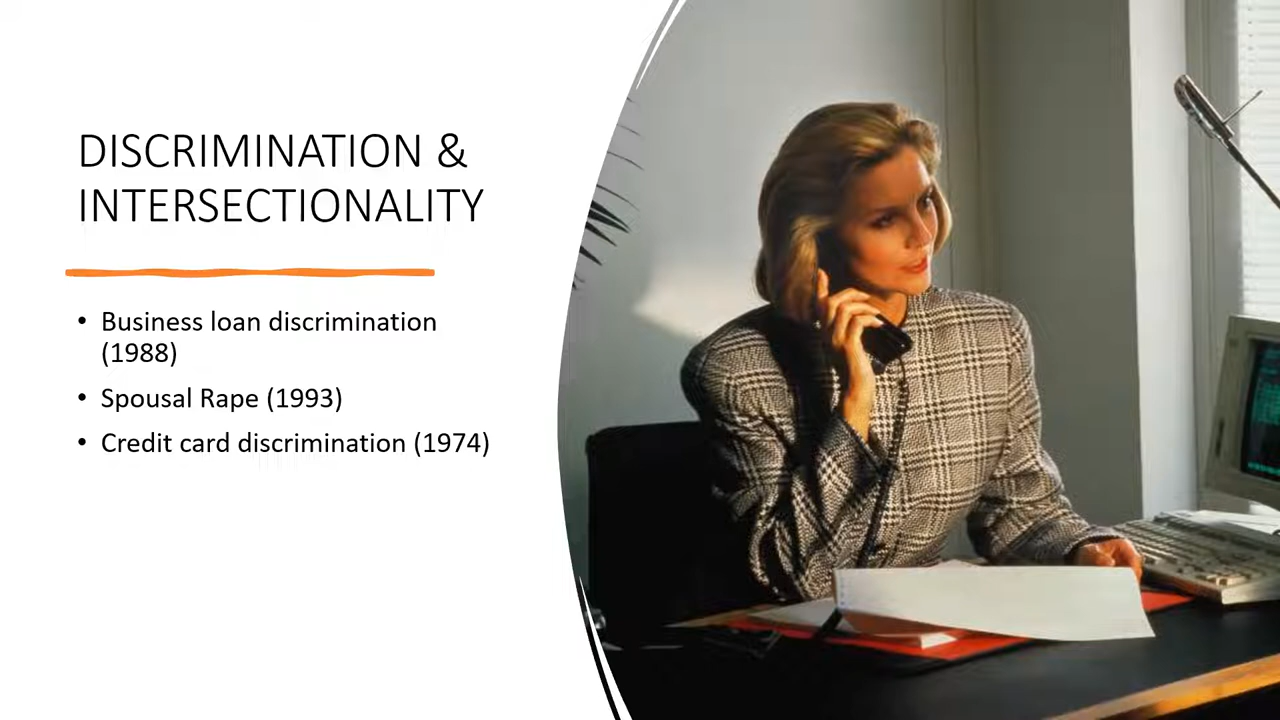 DISCRIMINATION &
INTERSECTIONALITY
• Business loan discrimination
(1988)
• Spousal Rape (1993)
• Credit card discrimination (1974)